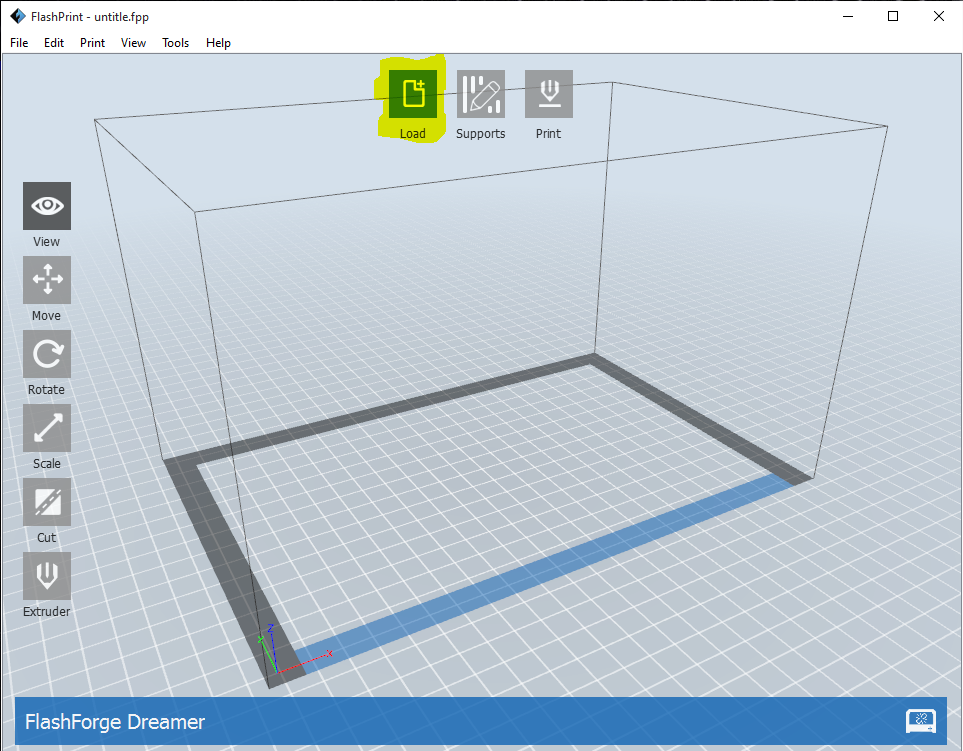 FlashPrint - untitle.fpp
File Edit Print View Tools Help
Load Supports Print
View
Move
Rotate
Scale
Cut
Extruder
Z
Y
X
FlashForge Dreamer